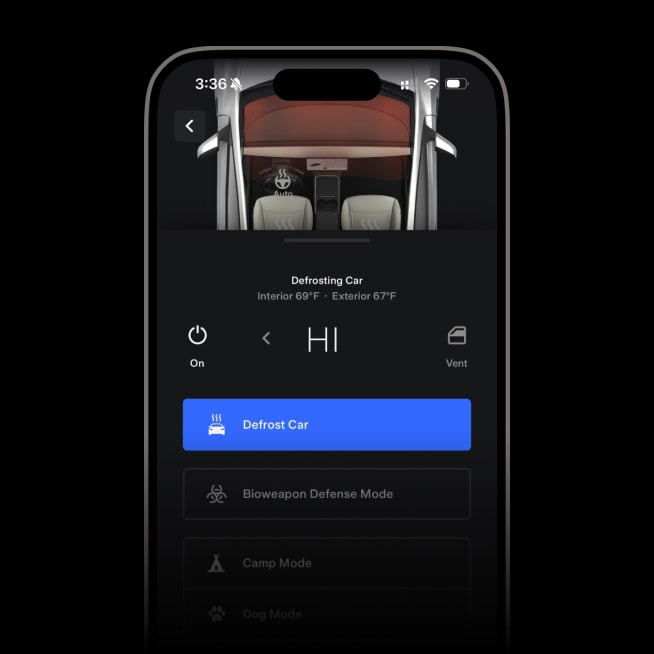 3:36
Auto
Defrosting Car
Interior 69°F · Exterior 67°F
HI
On
Vent
Defrost Car
Bioweapon Defense Mode
Camp Mode
Dog Mode